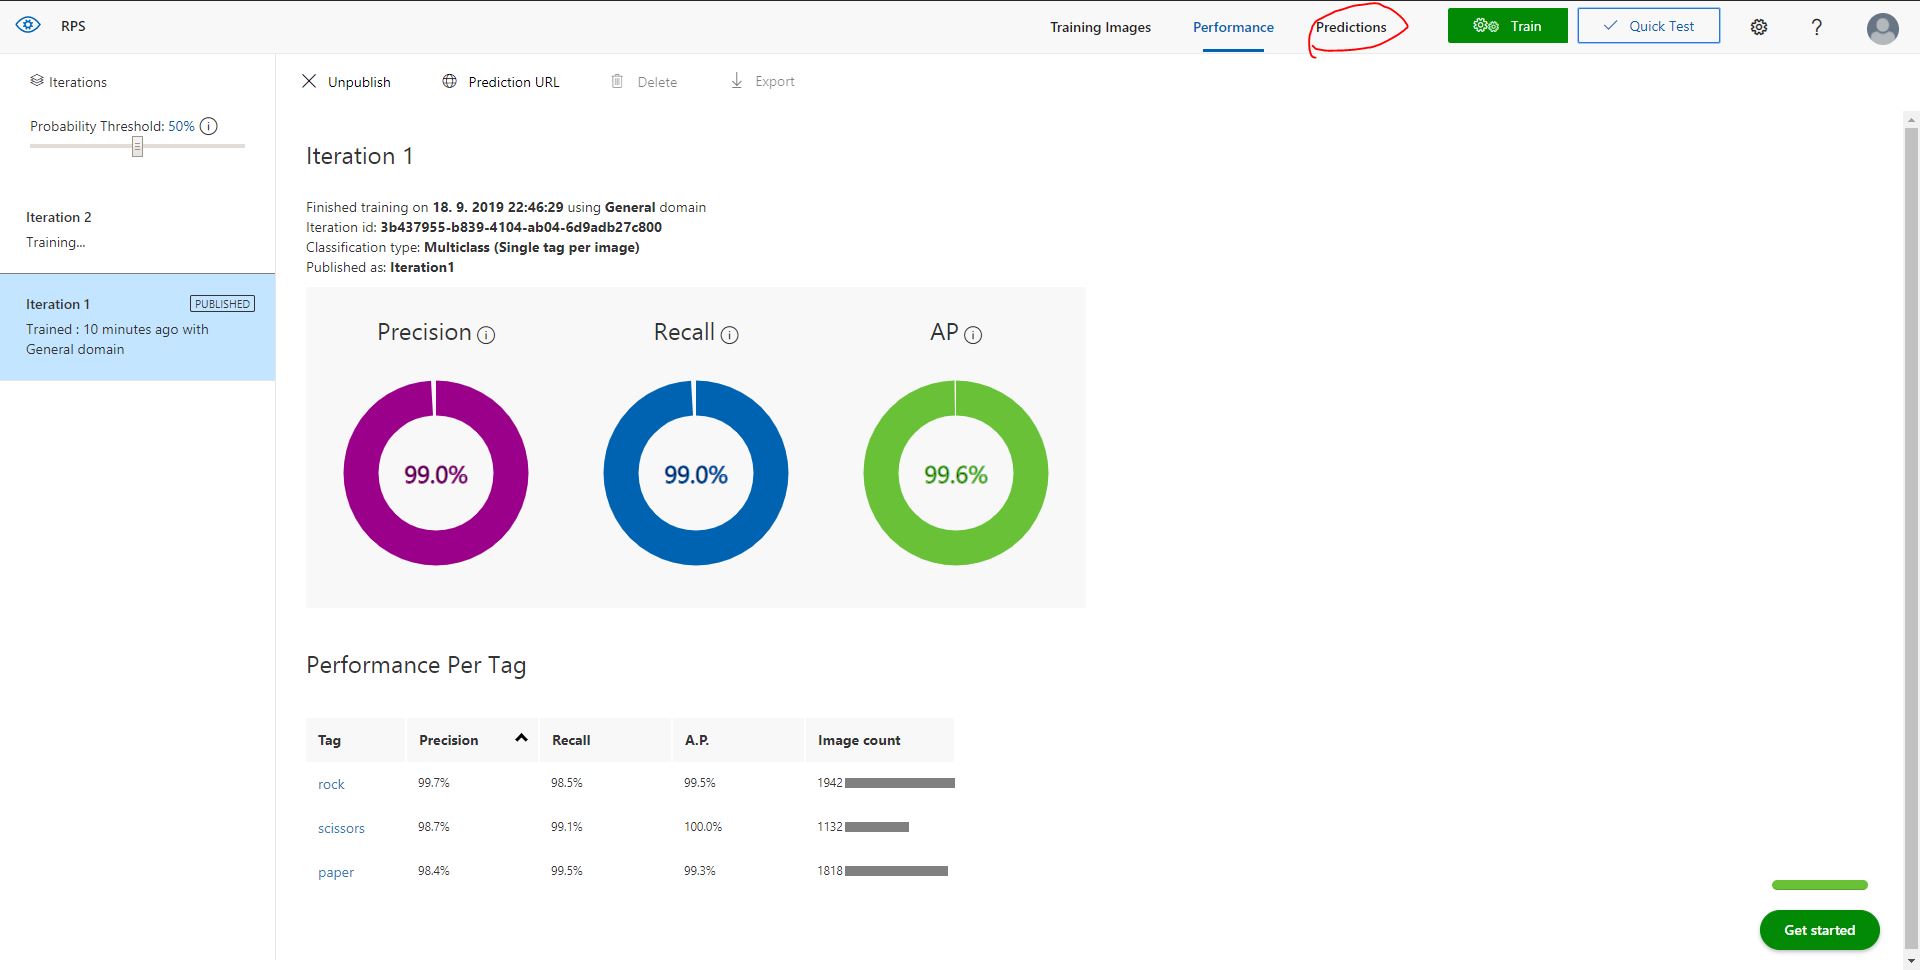 RPS
Training Images
Performance
Predictions
Train
Quick Test
?
Iterations
Probability Threshold: 50% i
Iteration 2
Training...
Iteration 1
PUBLISHED
Trained : 10 minutes ago with
General domain
Unpublish
Prediction URL
Delete
Export
Iteration 1
Finished training on 18. 9. 2019 22:46:29 using General domain
Iteration id: 3b437955-b839-4104-ab04-6d9adb27c800
Classification type: Multiclass (Single tag per image)
Published as: Iteration1
Precision i
Recall i
AP i
99.0%
99.0%
99.6%
Performance Per Tag
Tag Precision Recall A.P. Image count
rock 99.7% 98.5% 99.5% 1942
scissors 98.7% 99.1% 100.0% 1132
paper 98.4% 99.5% 99.3% 1818
Get started